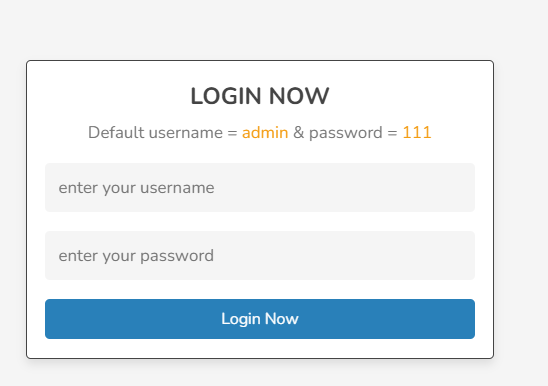 LOGIN NOW
Default username = admin & password = 111
enter your username
enter your password
Login Now